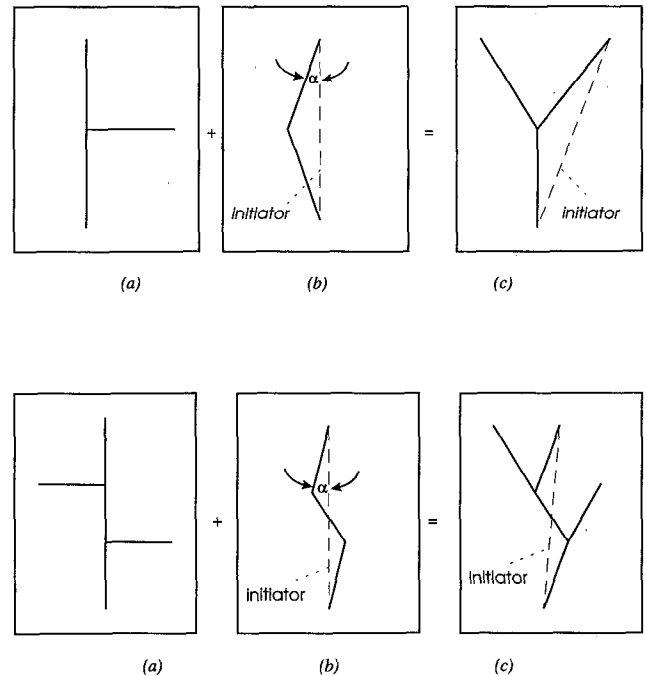 α
+
=
initiator
initiator
(a)
(b)
(c)
α
+
=
initiator
initiator
(a)
(b)
(c)